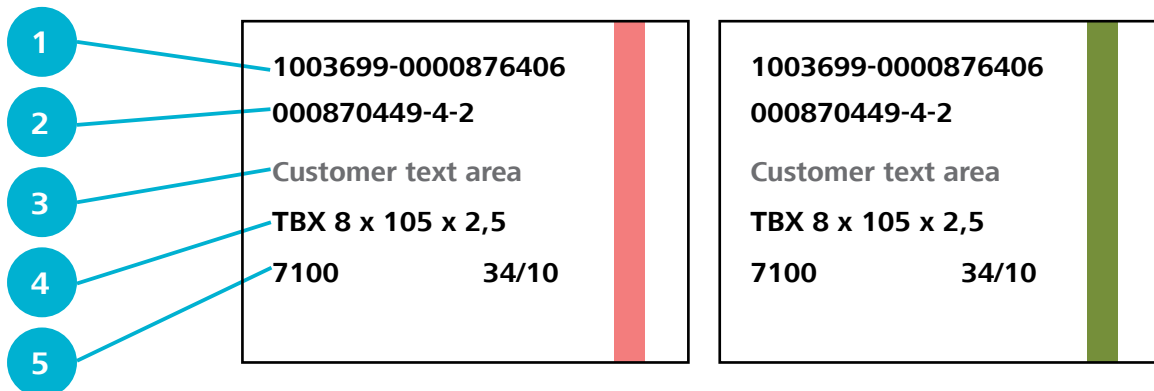 1
2
3
4
5
1003699-0000876406
000870449-4-2
Customer text area
TBX 8 x 105 x 2,5
7100 34/10
1003699-0000876406
000870449-4-2
Customer text area
TBX 8 x 105 x 2,5
7100 34/10